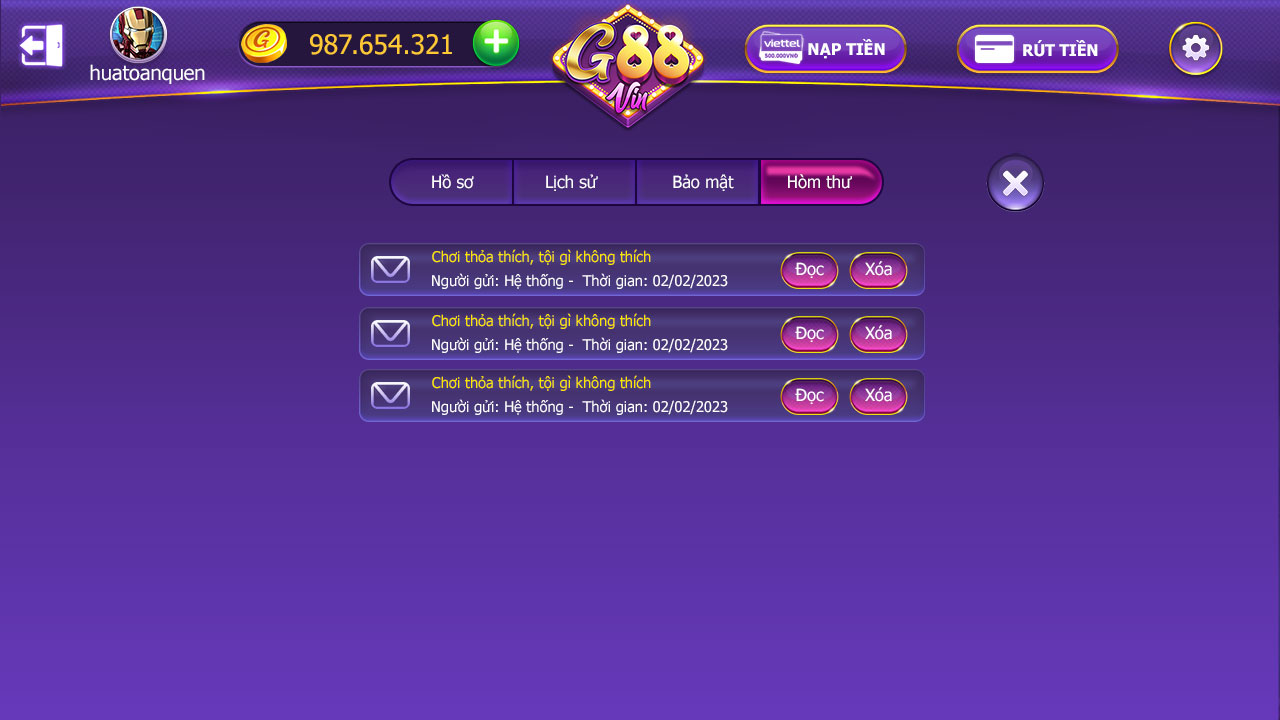 huatoanquen
G
987.654.321
G88
Vin
viettel
500.000VNĐ
NẠP TIỀN
RÚT TIỀN
Hồ sơ
Lịch sử
Bảo mật
Hòm thư
Chơi thỏa thích, tội gì không thích
Người gửi: Hệ thống - Thời gian: 02/02/2023
Đọc
Xóa
Chơi thỏa thích, tội gì không thích
Người gửi: Hệ thống - Thời gian: 02/02/2023
Đọc
Xóa
Chơi thỏa thích, tội gì không thích
Người gửi: Hệ thống - Thời gian: 02/02/2023
Đọc
Xóa